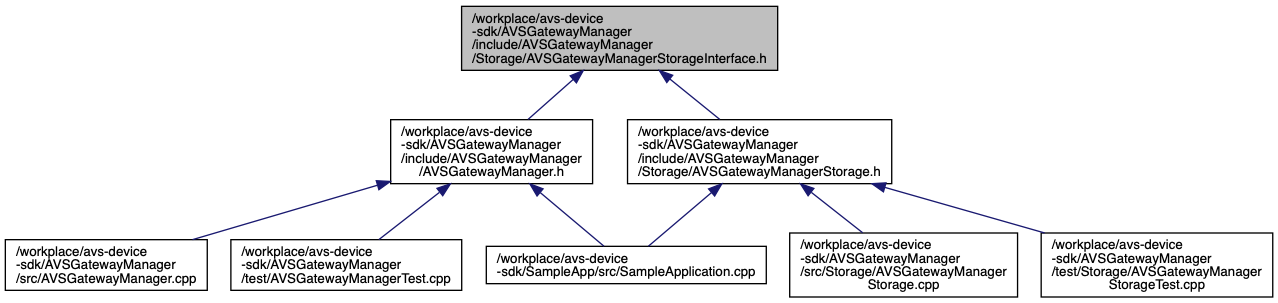 /workplace/avs-device
-sdk/AVSGatewayManager
/include/AVSGatewayManager
/Storage/AVSGatewayManagerStorageInterface.h
/workplace/avs-device
-sdk/AVSGatewayManager
/include/AVSGatewayManager
/AVSGatewayManager.h
/workplace/avs-device
-sdk/AVSGatewayManager
/include/AVSGatewayManager
/Storage/AVSGatewayManagerStorage.h
/workplace/avs-device
-sdk/AVSGatewayManager
/src/AVSGatewayManager.cpp
/workplace/avs-device
-sdk/AVSGatewayManager
/test/AVSGatewayManagerTest.cpp
/workplace/avs-device
-sdk/SampleApp/src/SampleApplication.cpp
/workplace/avs-device
-sdk/AVSGatewayManager
/src/Storage/AVSGatewayManager
Storage.cpp
/workplace/avs-device
-sdk/AVSGatewayManager
/test/Storage/AVSGatewayManager
StorageTest.cpp